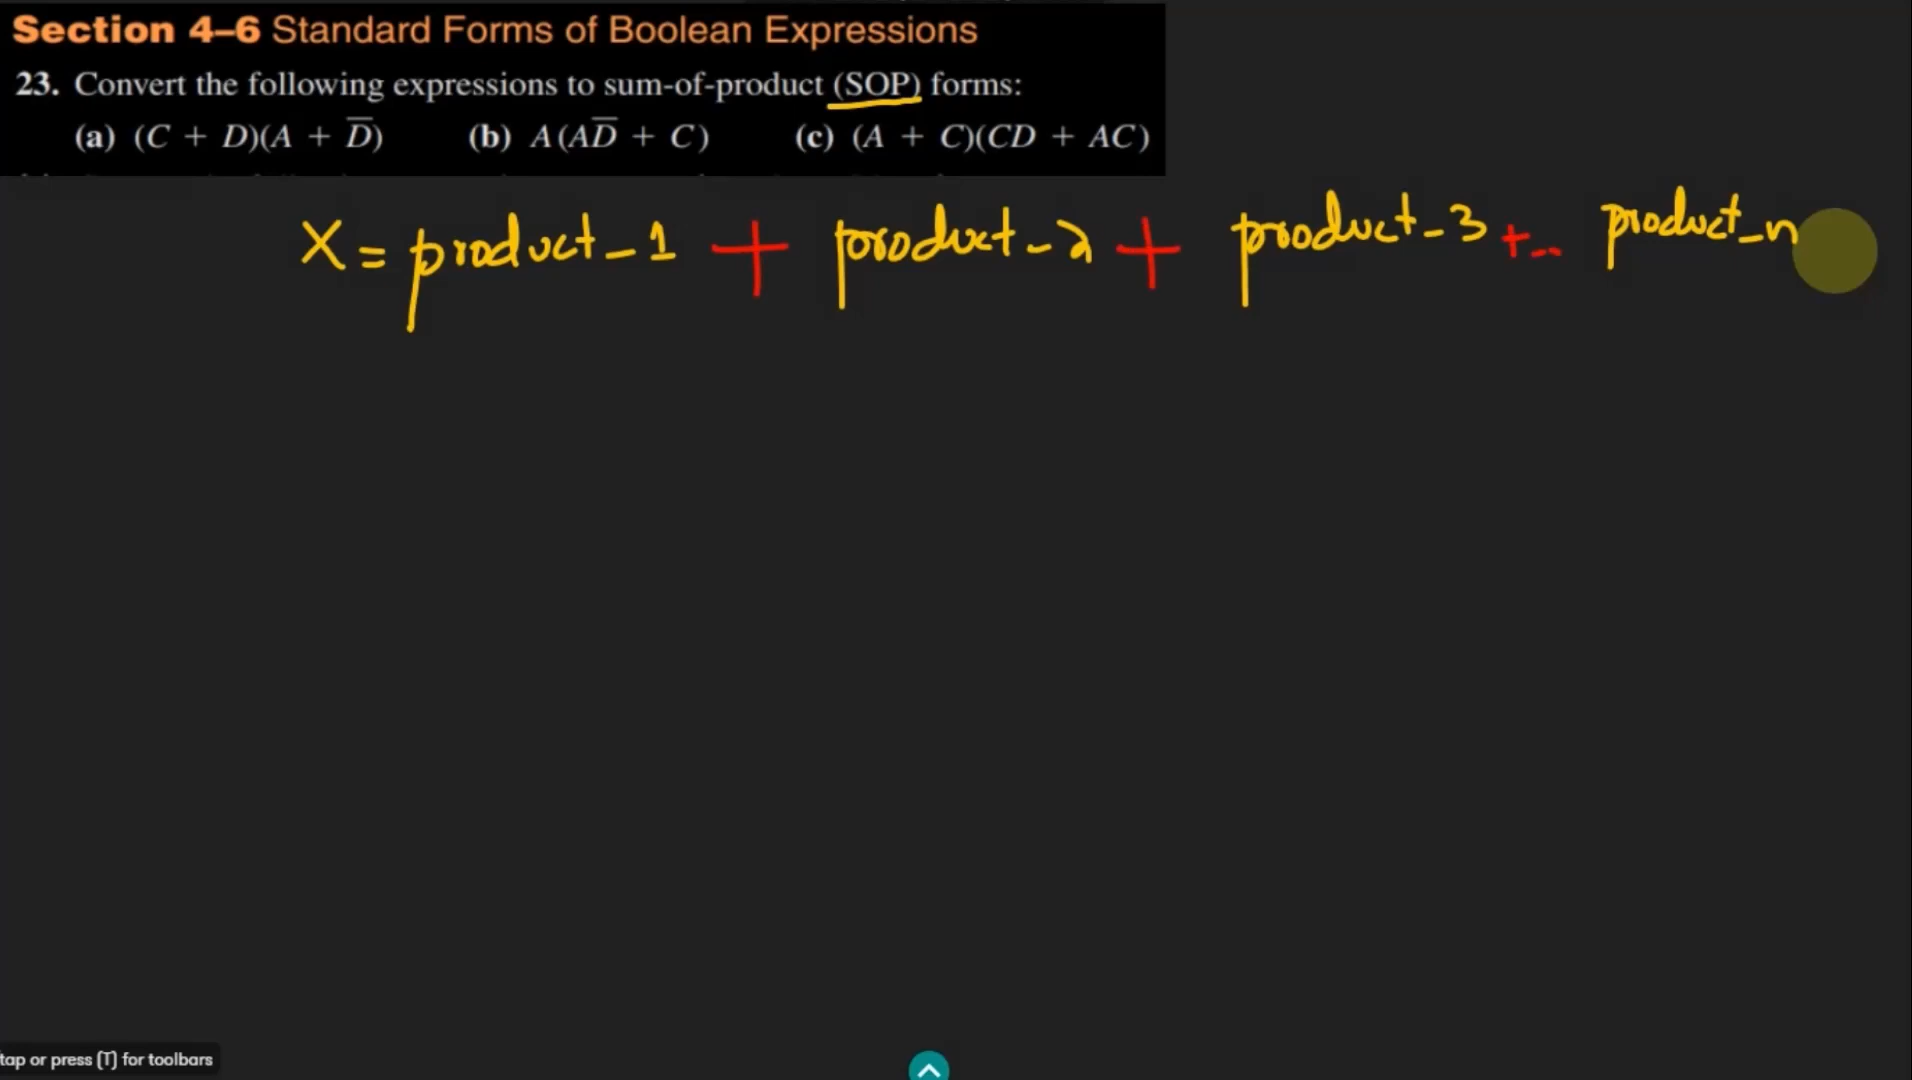 Section 4–6 Standard Forms of Boolean Expressions
23. Convert the following expressions to sum-of-product (SOP) forms:
(a) (C + D)(A + D̅) (b) A(AD̅ + C) (c) (A + C)(CD + AC)
X = product_1 + product_2 + product_3 + -- product_n
tap or press (T) for toolbars